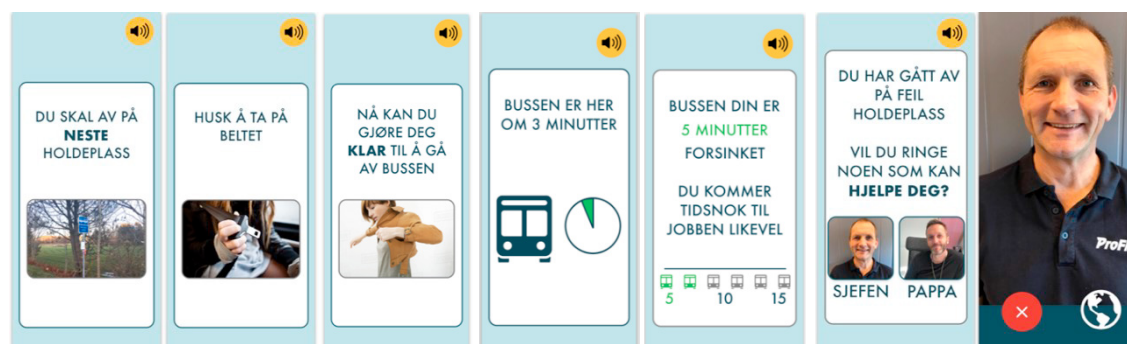 DU SKAL AV PÅ
NESTE
HOLDEPLASS
HUSK Å TA PÅ
BELTET
NÅ KAN DU
GJØRE DEG
KLAR TIL Å GÅ
AV BUSSEN
BUSSEN ER HER
OM 3 MINUTTER
BUSSEN DIN ER
5 MINUTTER
FORSINKET
DU KOMMER
TIDSNOK TIL
JOBBEN LIKEVEL
5 10 15
DU HAR GÅTT AV
PÅ FEIL
HOLDEPLASS
VIL DU RINGE
NOEN SOM KAN
HJELPE DEG?
SJEFEN PAPPA